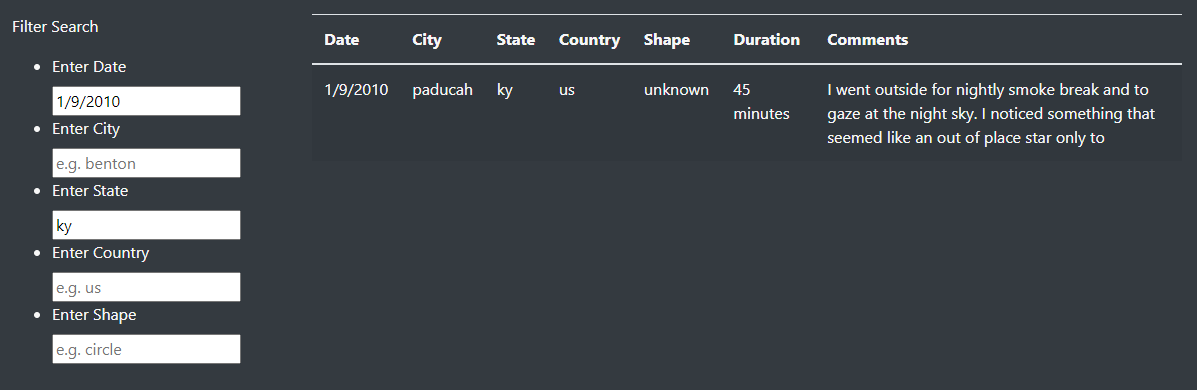 Filter Search
Enter Date
1/9/2010
Enter City
e.g. benton
Enter State
ky
Enter Country
e.g. us
Enter Shape
e.g. circle
Date City State Country Shape Duration Comments
1/9/2010 paducah ky us unknown 45 minutes I went outside for nightly smoke break and to
gaze at the night sky. I noticed something that
seemed like an out of place star only to